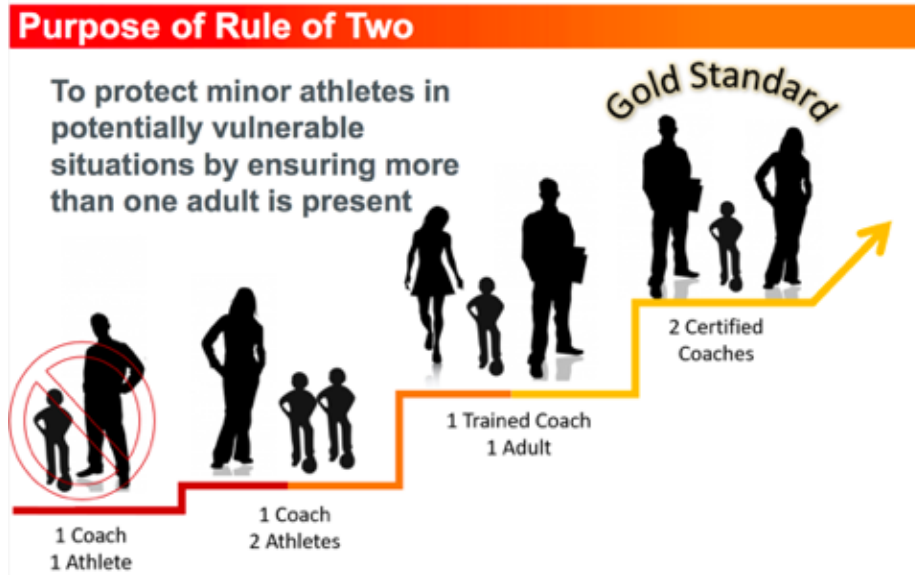 Purpose of Rule of Two
To protect minor athletes in
potentially vulnerable
situations by ensuring more
than one adult is present
Gold Standard
1 Coach
1 Athlete
1 Coach
2 Athletes
1 Trained Coach
1 Adult
2 Certified
Coaches